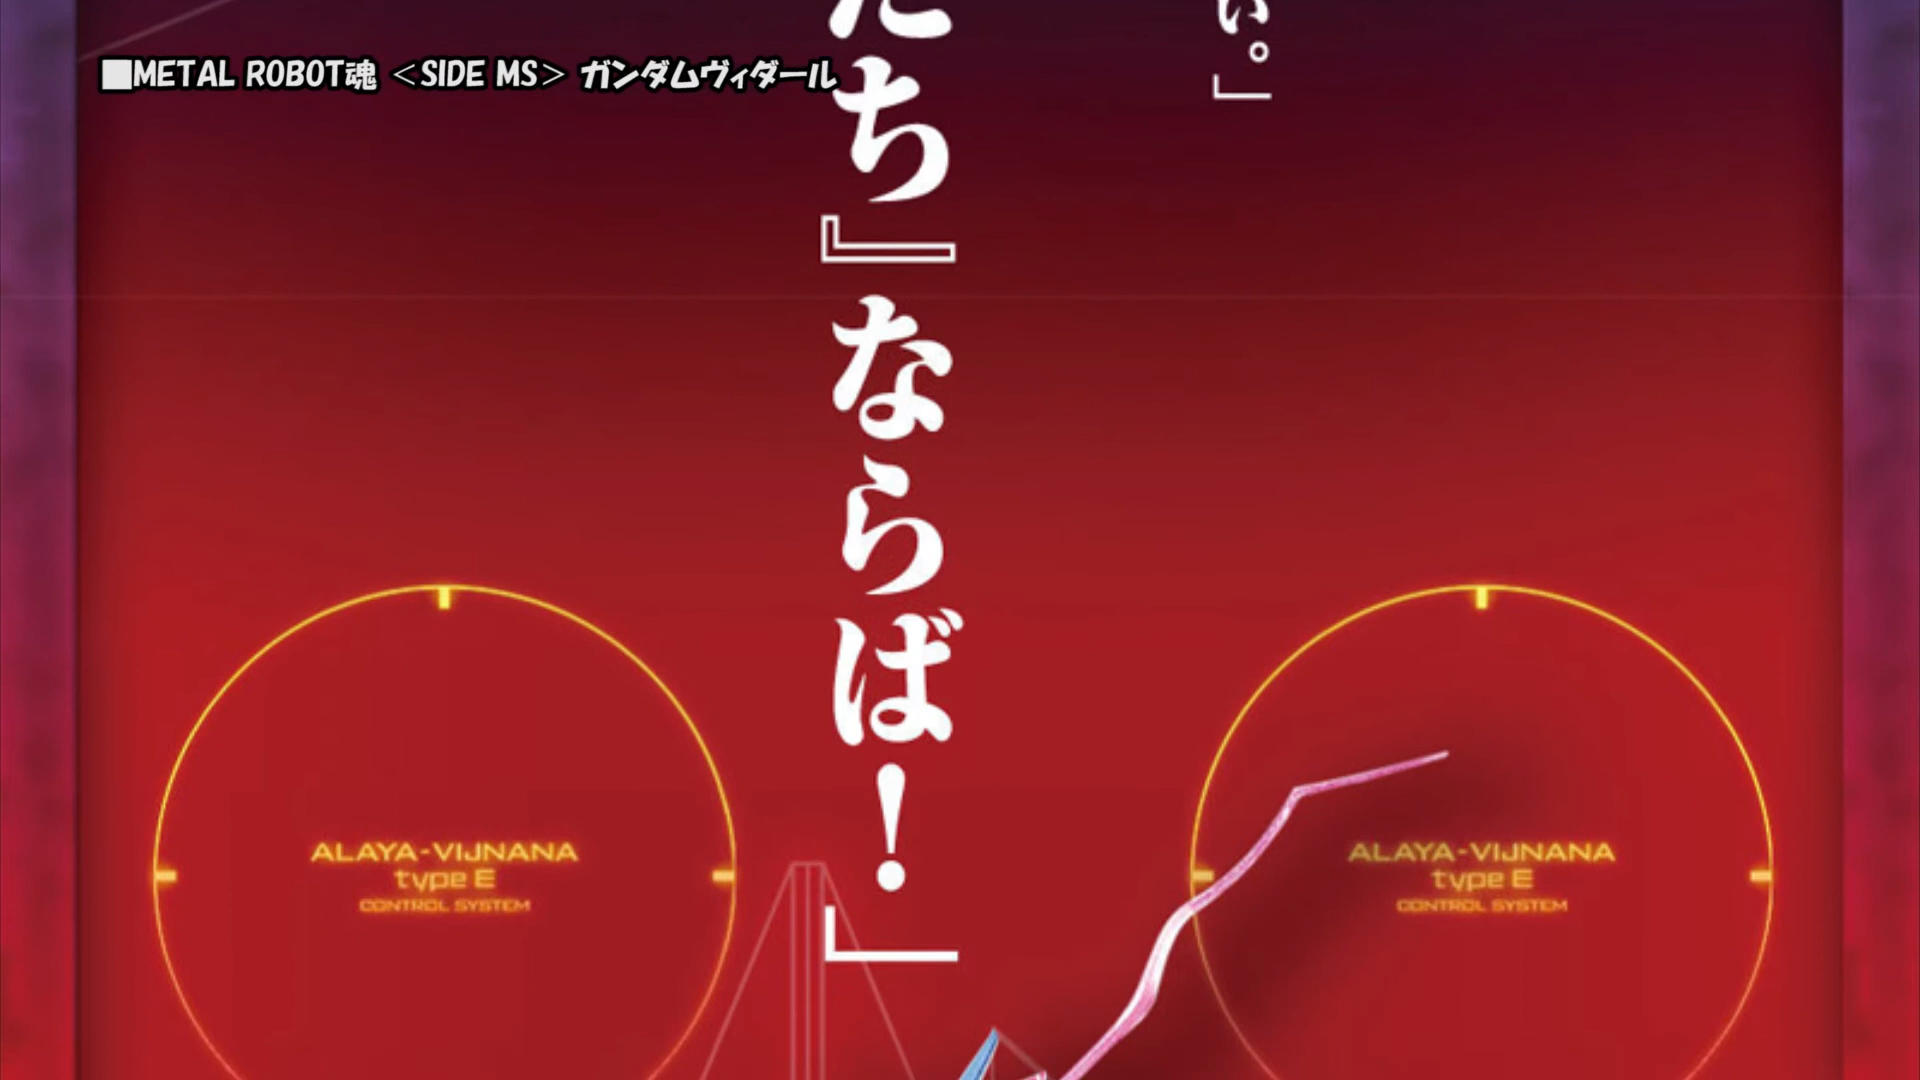 ■METAL ROBOT魂 ＜SIDE MS＞ ガンダムヴィダール
い。」
たち』ならば！」
ALAYA-VIJNANA
type E
CONTROL SYSTEM
ALAYA-VIJNANA
type E
CONTROL SYSTEM